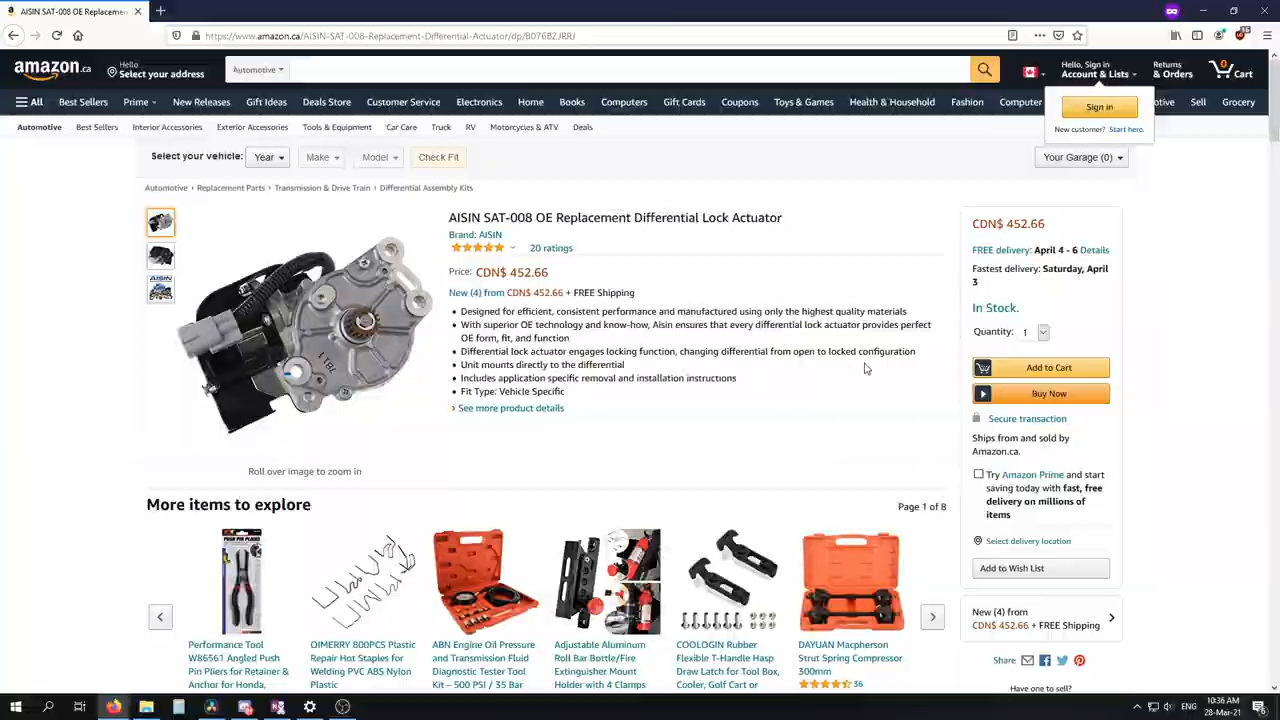 AISIN SAT-008 OE Replacemen
https://www.amazon.ca/AISIN-SAT-008-Replacement-Differential-Actuator/dp/B076BZJRRJ
amazon.ca
Hello
Select your address
Automotive
Hello, Sign in
Account & Lists
Returns
& Orders
0
Cart
All
Best Sellers
Prime
New Releases
Gift Ideas
Deals Store
Customer Service
Electronics
Home
Books
Computers
Gift Cards
Coupons
Toys & Games
Health & Household
Fashion
Computer
otive
Sell
Grocery
Sign in
New customer? Start here.
Automotive
Best Sellers
Interior Accessories
Exterior Accessories
Tools & Equipment
Car Care
Truck
RV
Motorcycles & ATV
Deals
Select your vehicle:
Year
Make
Model
Check Fit
Your Garage (0)
Automotive › Replacement Parts › Transmission & Drive Train › Differential Assembly Kits
AISIN SAT-008 OE Replacement Differential Lock Actuator
Brand: AISIN
20 ratings
Price: CDN$ 452.66
New (4) from CDN$ 452.66 + FREE Shipping
• Designed for efficient, consistent performance and manufactured using only the highest quality materials
• With superior OE technology and know-how, Aisin ensures that every differential lock actuator provides perfect
OE form, fit, and function
• Differential lock actuator engages locking function, changing differential from open to locked configuration
• Unit mounts directly to the differential
• Includes application specific removal and installation instructions
• Fit Type: Vehicle Specific
› See more product details
AISIN
Roll over image to zoom in
CDN$ 452.66
FREE delivery: April 4 - 6 Details
Fastest delivery: Saturday, April
3
In Stock.
Quantity: 1
Add to Cart
Buy Now
Secure transaction
Ships from and sold by
Amazon.ca.
Try Amazon Prime and start
saving today with fast, free
delivery on millions of
items
Select delivery location
Add to Wish List
New (4) from
CDN$ 452.66 + FREE Shipping
Share
Have one to sell?
More items to explore
Page 1 of 8
Performance Tool
W86561 Angled Push
Pin Pliers for Retainer &
Anchor for Honda,
QIMERRY 800PCS Plastic
Repair Hot Staples for
Welding PVC ABS Nylon
Plastic
ABN Engine Oil Pressure
and Transmission Fluid
Diagnostic Tester Tool
Kit – 500 PSI / 35 Bar
Adjustable Aluminum
Roll Bar Bottle/Fire
Extinguisher Mount
Holder with 4 Clamps
COOLOGIN Rubber
Flexible T-Handle Hasp
Draw Latch for Tool Box,
Cooler, Golf Cart or
DAYUAN Macpherson
Strut Spring Compressor
300mm
36
ENG
10:36 AM
28-Mar-21